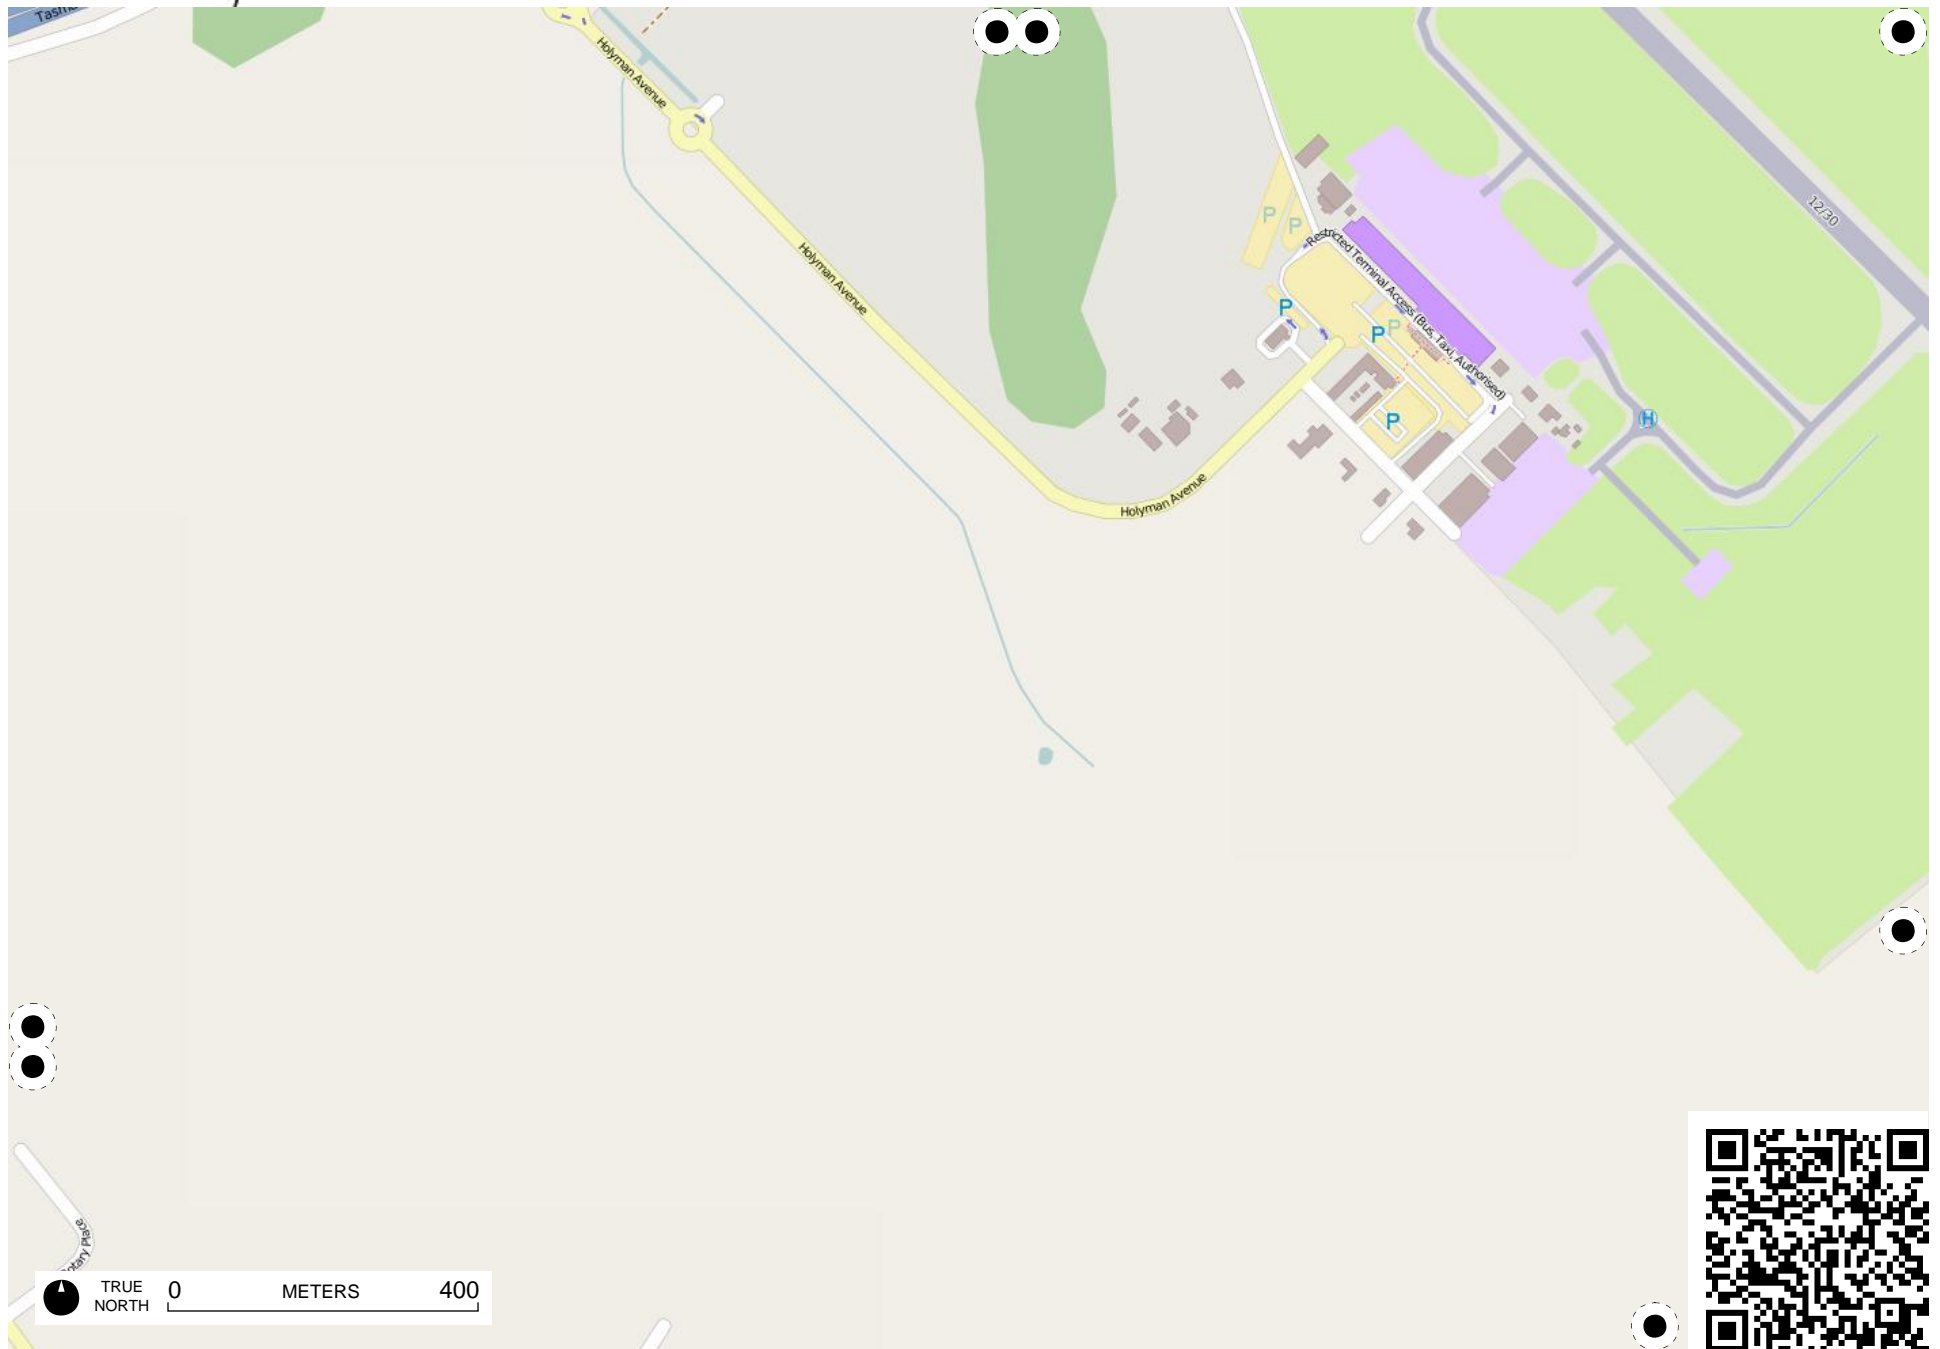 Holyman Avenue
12/30
P
P
Holyman Avenue
Restricted Terminal Access (Bus, Taxi, Authorised)
P
P
P
P
H
Holyman Avenue
TRUE
NORTH
0
METERS
400